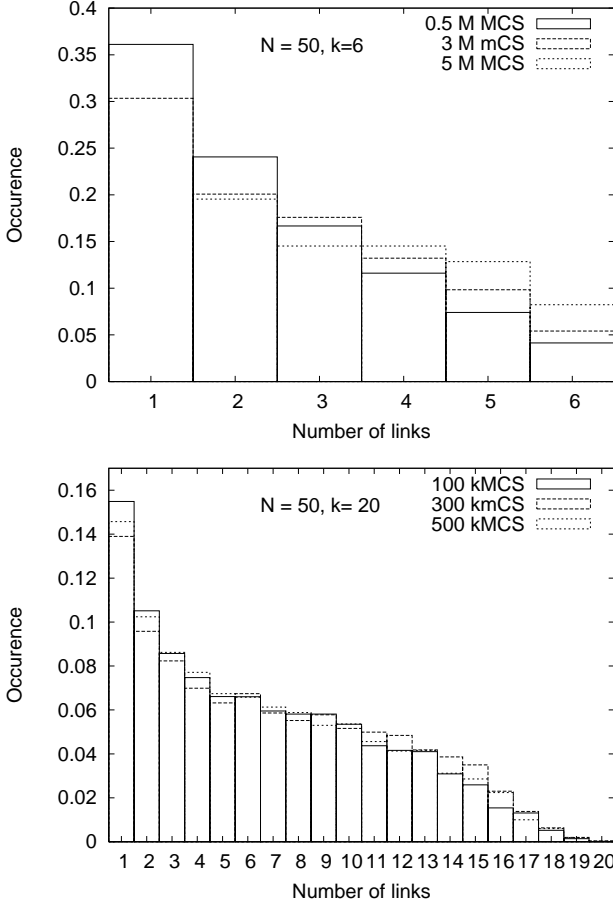 0.4
0.35
0.3
0.25
0.2
0.15
0.1
0.05
0
Occurence
N = 50, k=6
0.5 M MCS
3 M mCS
5 M MCS
1 2 3 4 5 6
Number of links
0.16
0.14
0.12
0.1
0.08
0.06
0.04
0.02
0
Occurence
N = 50, k= 20
100 kMCS
300 kmCS
500 kMCS
1 2 3 4 5 6 7 8 9 10 11 12 13 14 15 16 17 18 19 20
Number of links